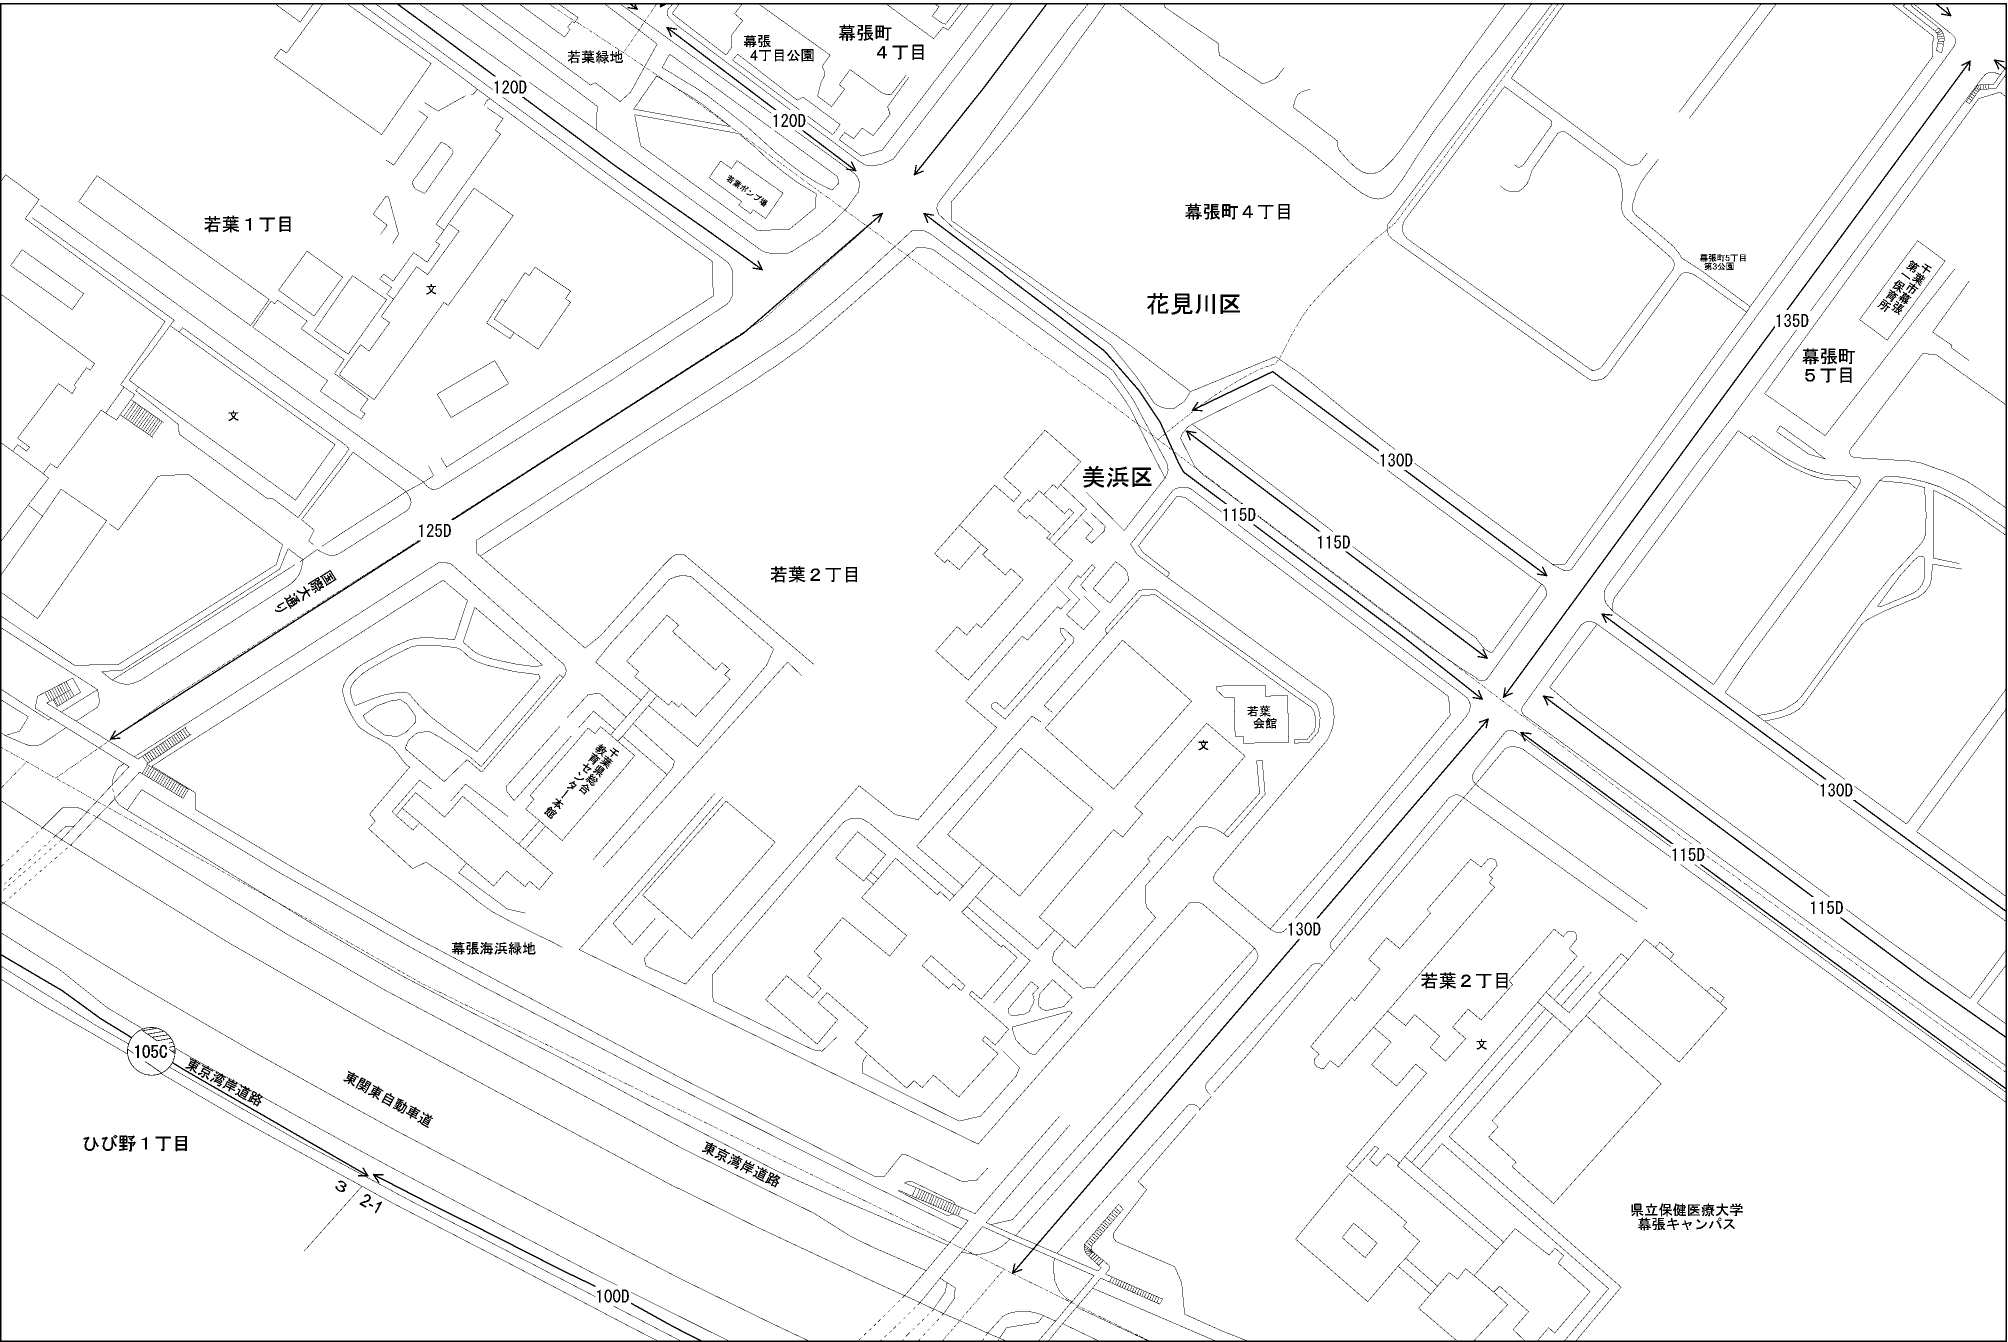 120D
若葉緑地
幕張
4丁目公園
幕張町
4丁目
120D
若葉ポンプ場
若葉1丁目
文
幕張町4丁目
花見川区
幕張町5丁目
第3公園
千葉市幕張
第一保育所
135D
幕張町
5丁目
文
130D
美浜区
115D
115D
125D
国際大通り
若葉2丁目
若葉
会館
文
千葉県総合
教育センター本館
130D
115D
115D
130D
幕張海浜緑地
若葉2丁目
文
105C
東京湾岸道路
東関東自動車道
ひび野1丁目
東京湾岸道路
3
2-1
県立保健医療大学
幕張キャンパス
100D